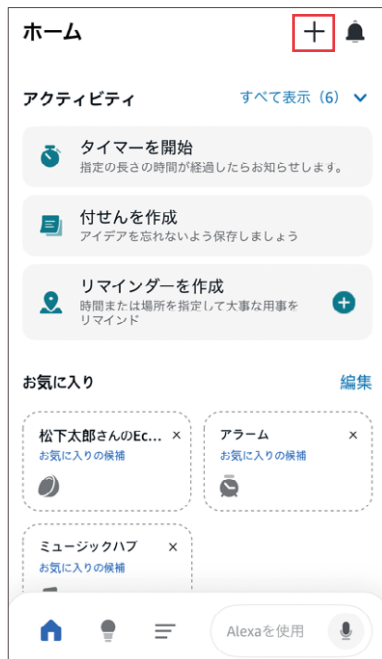 ホーム
アクティビティ
すべて表示（6）
タイマーを開始
指定の長さの時間が経過したらお知らせします。
付せんを作成
アイデアを忘れないよう保存しましょう
リマインダーを作成
時間または場所を指定して大事な用事を
リマインド
お気に入り
編集
松下太郎さんのEc... ×
お気に入りの候補
アラーム ×
お気に入りの候補
ミュージックハブ ×
お気に入りの候補
Alexaを使用